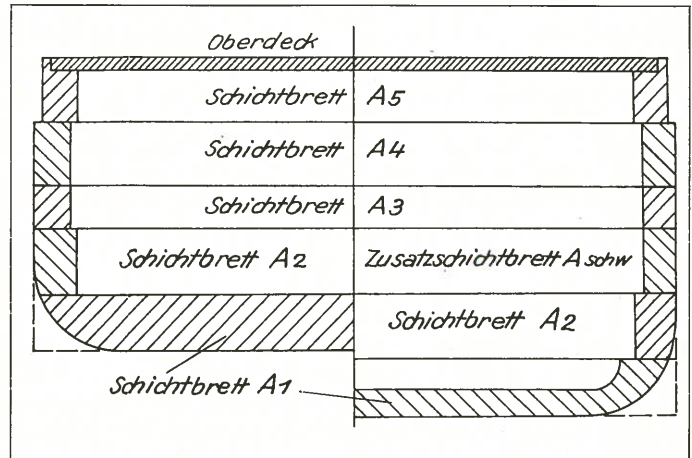 Oberdeck
Schichtbrett A5
Schichtbrett A4
Schichtbrett A3
Schichtbrett A2 Zusatzschichtbrett A schw
Schichtbrett A2
Schichtbrett A1